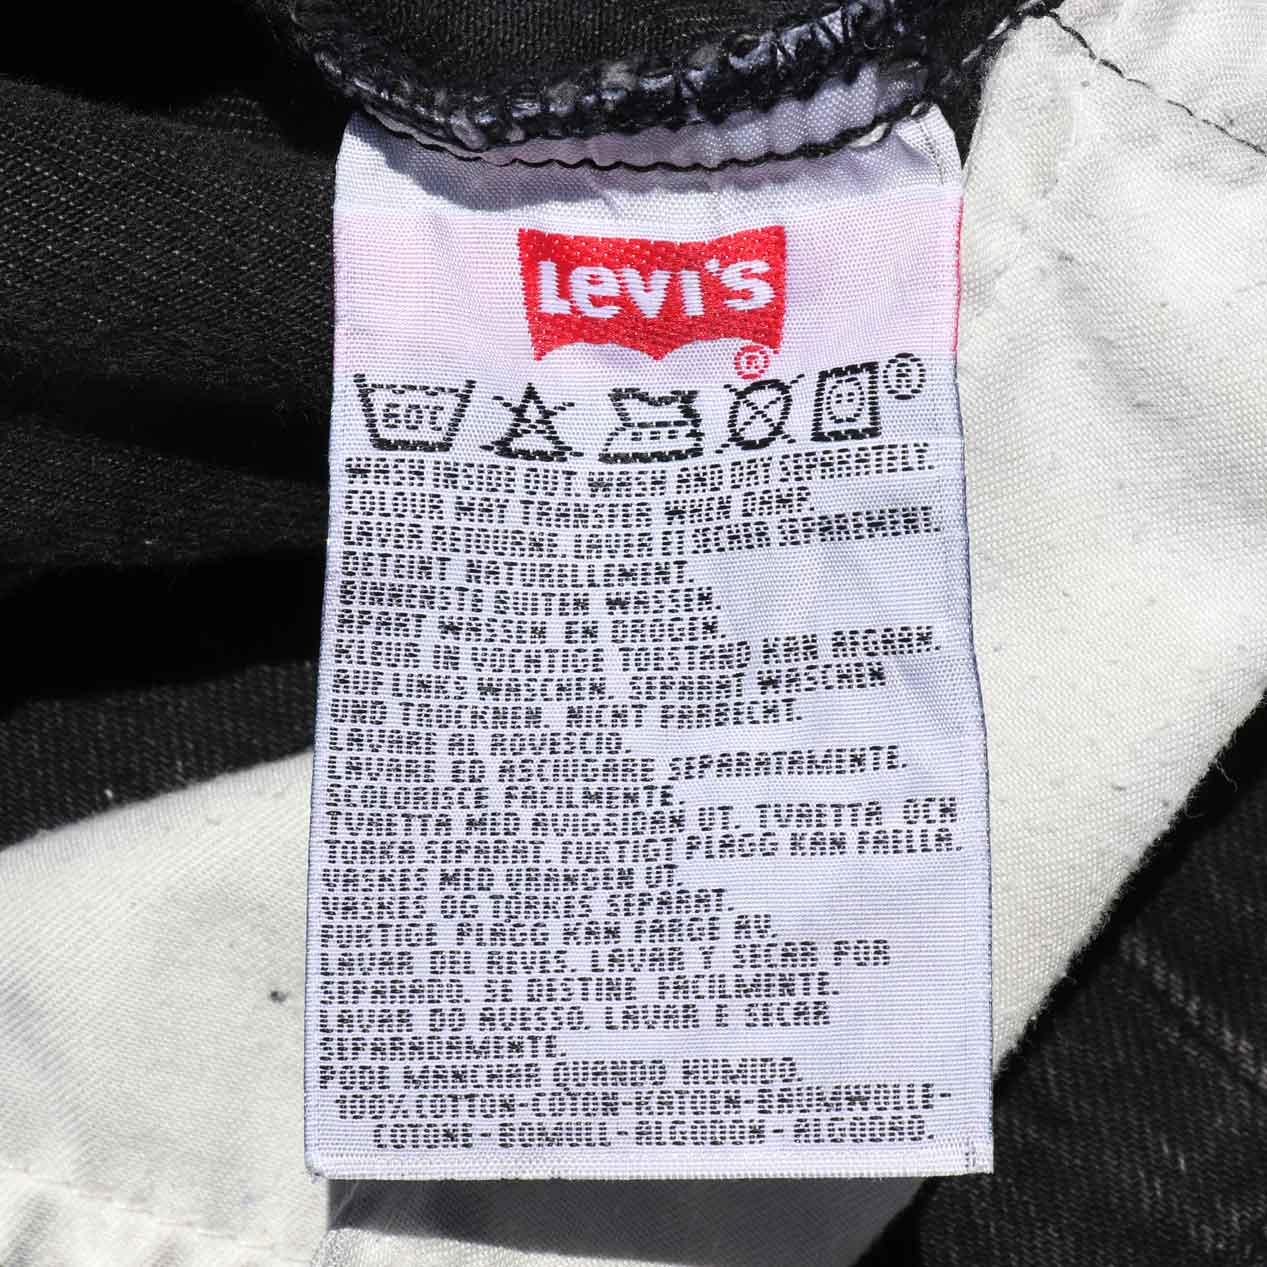 Levi's
®
60°C ®
WASH INSIDE OUT. WASH AND DRY SEPARATELY.
COLOUR MAY TRANSFER WHEN DAMP.
LAVER RETOURNE. LAVER ET SECHER SEPAREMENT.
DETEINT NATURELLEMENT.
BINNENSTE BUITEN WASSEN.
APART WASSEN EN DROGEN.
KLEUR IN VOCHTIGE TOESTAND KAN AFGAAN.
AUF LINKS WASCHEN. SEPARAT WASCHEN
UND TROCKNEN. NICHT FARBECHT.
LAVARE AL ROVESCIO.
LAVARE ED ASCIUGARE SEPARATAMENTE.
SCOLORISCE FACILMENTE.
TVAETTA MED AVIGSIDAN UT. TVAETTA OCH
TORKA SEPARAT. FUKTIGT PLAGG KAN FAELLA.
VASKES MED VRANGEN UT.
VASKES OG TORKES SEPARAT.
FUKTIGE PLAGG KAN FARGE AV.
LAVAR DEL REVES. LAVAR Y SECAR POR
SEPARADO. SE DESTINE FACILMENTE.
LAVAR DO AVESSO. LAVAR E SECAR
SEPARADAMENTE.
PODE MANCHAR QUANDO HUMIDO.
100% COTTON-COTON-KATOEN-BAUMWOLLE-
COTONE-BOMULL-ALGODON-ALGODAO.